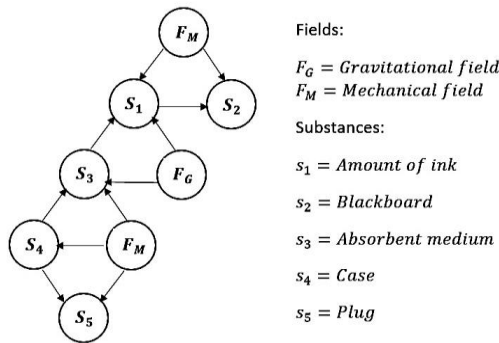 F_M
S_1
S_2
S_3
F_G
S_4
F_M
S_5
Fields:
F_G = Gravitational field
F_M = Mechanical field
Substances:
s_1 = Amount of ink
s_2 = Blackboard
s_3 = Absorbent medium
s_4 = Case
s_5 = Plug